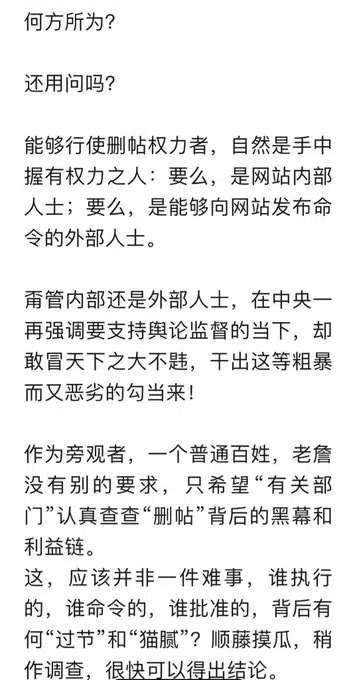 何方所为？
还用问吗？
能够行使删帖权力者，自然是手中
握有权力之人：要么，是网站内部
人士；要么，是能够向网站发布命
令的外部人士。
甭管内部还是外部人士，在中央一
再强调要支持舆论监督的当下，却
敢冒天下之大不韪，干出这等粗暴
而又恶劣的勾当来！
作为旁观者，一个普通百姓，老詹
没有别的要求，只希望“有关部
门”认真查查“删帖”背后的黑幕和
利益链。
这，应该并非一件难事，谁执行
的，谁命令的，谁批准的，背后有
何“过节”和“猫腻”？顺藤摸瓜，稍
作调查，很快可以得出结论。